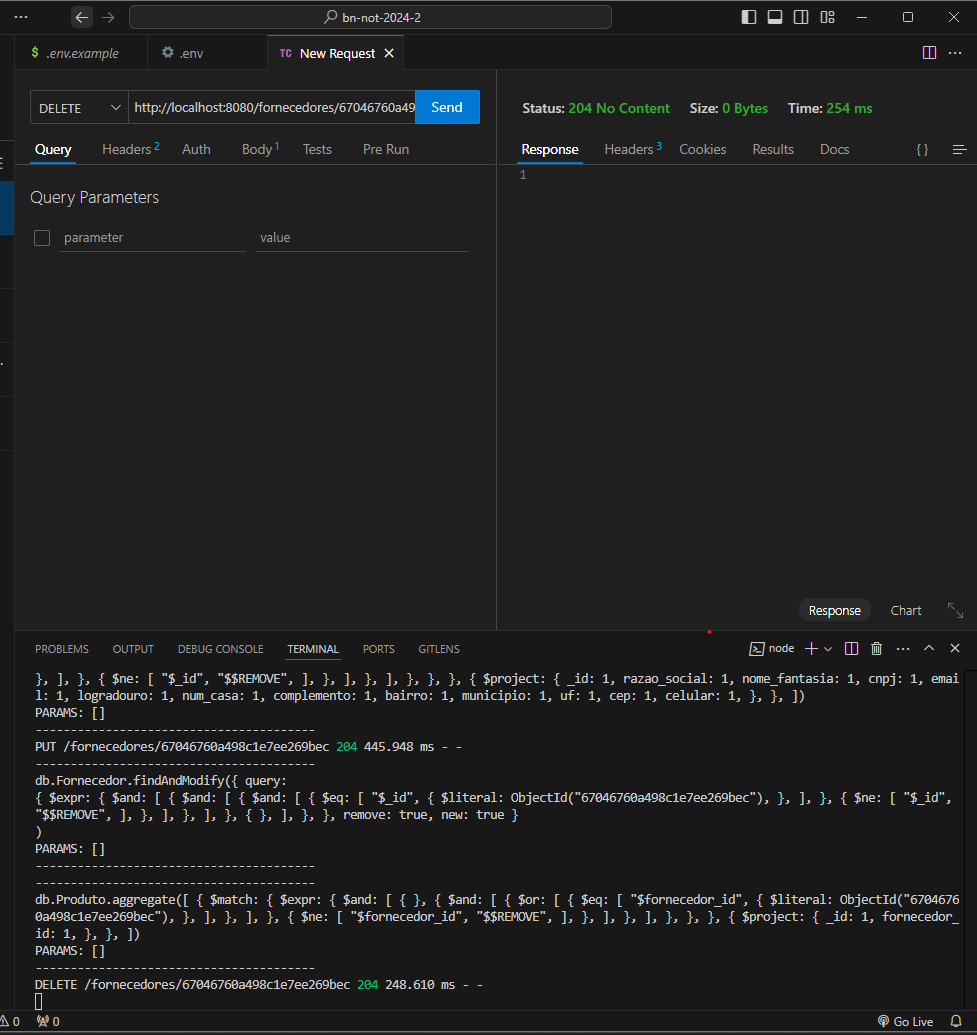 bn-not-2024-2
$ .env.example
.env
TC New Request
DELETE
http://localhost:8080/fornecedores/67046760a49
Send
Status: 204 No Content Size: 0 Bytes Time: 254 ms
Query Headers 2 Auth Body 1 Tests Pre Run
Response Headers 3 Cookies Results Docs { }
1
Query Parameters
parameter value
Response Chart
PROBLEMS OUTPUT DEBUG CONSOLE TERMINAL PORTS GITLENS
node
}, ], }, { $ne: [ "$_id", "$$REMOVE", ], }, ], }, ], }, }, }, { $project: { _id: 1, razao_social: 1, nome_fantasia: 1, cnpj: 1, emai
l: 1, logradouro: 1, num_casa: 1, complemento: 1, bairro: 1, municipio: 1, uf: 1, cep: 1, celular: 1, }, }, ])
PARAMS: []
----------------------------------------
PUT /fornecedores/67046760a498c1e7ee269bec 204 445.948 ms - -
----------------------------------------
db.Fornecedor.findAndModify({ query:
{ $expr: { $and: [ { $and: [ { $and: [ { $eq: [ "$_id", { $literal: ObjectId("67046760a498c1e7ee269bec"), }, ], }, { $ne: [ "$_id",
"$$REMOVE", ], }, ], }, ], }, { }, ], }, }, remove: true, new: true }
)
PARAMS: []
----------------------------------------
----------------------------------------
db.Produto.aggregate([ { $match: { $expr: { $and: [ { }, { $and: [ { $or: [ { $eq: [ "$fornecedor_id", { $literal: ObjectId("6704676
0a498c1e7ee269bec"), }, ], }, ], }, { $ne: [ "$fornecedor_id", "$$REMOVE", ], }, ], }, ], }, }, }, { $project: { _id: 1, fornecedor_
id: 1, }, }, ])
PARAMS: []
----------------------------------------
DELETE /fornecedores/67046760a498c1e7ee269bec 204 248.610 ms - -
0 0 Go Live